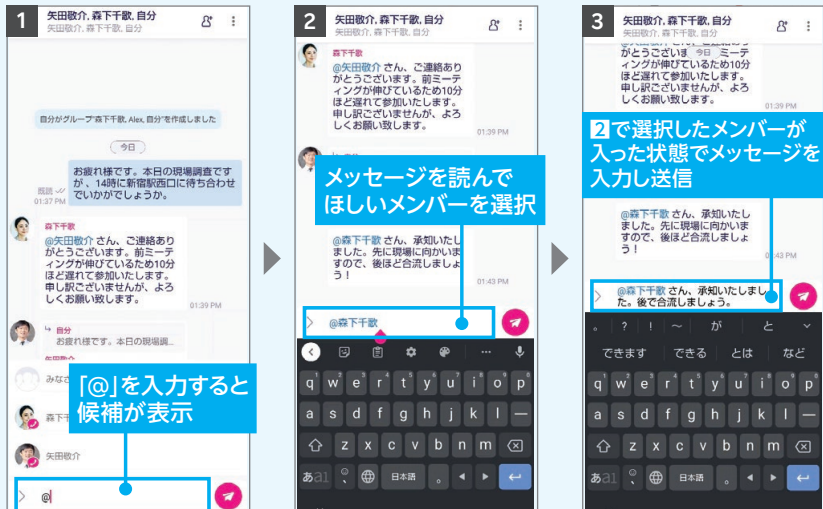 1
矢田敬介, 森下千歌, 自分
矢田敬介, 森下千歌, 自分
自分がグループ"森下千歌, Alex, 自分"を作成しました
今日
お疲れ様です。本日の現場調査です
が、14時に新宿駅西口に待ち合わせ
でいかがでしょうか。
既読
01:37 PM
森下千歌
@矢田敬介 さん、ご連絡あり
がとうございます。前ミーテ
ィングが伸びているため10分
ほど遅れて参加いたします。
申し訳ございませんが、よろ
しくお願い致します。
01:39 PM
自分
お疲れ様です。本日の現場調...
矢田敬介
みなさ
「@」を入力すると
候補が表示
森下千
矢田敬介
@
2
矢田敬介, 森下千歌, 自分
矢田敬介, 森下千歌, 自分
森下千歌
@矢田敬介 さん、ご連絡あり
がとうございます。前ミーテ
ィングが伸びているため10分
ほど遅れて参加いたします。
申し訳ございませんが、よろ
しくお願い致します。
01:39 PM
メッセージを読んで
ほしいメンバーを選択
@森下千歌 さん、承知いたし
ました。先に現場に向かいま
すので、後ほど合流しましょ
う!
01:43 PM
@森下千歌
q w e r t y u i o p
a s d f g h j k l ー
z x c v b n m
あa1 日本語 。
3
矢田敬介, 森下千歌, 自分
矢田敬介, 森下千歌, 自分
がとうございま 今日 ミーテ
ィングが伸びているため10分
ほど遅れて参加いたします。
申し訳ございませんが、よろ
しくお願い致します。
01:39 PM
2で選択したメンバーが
入った状態でメッセージを
入力し送信
@森下千歌 さん、承知いたし
ました。先に現場に向かいま
すので、後ほど合流しましょ
う!
:43 PM
@森下千歌 さん、承知いたしまし
た。後で合流しましょう。
。 ? ! ～ が と
できます できる とは など
q w e r t y u i o p
a s d f g h j k l ー
z x c v b n m
あa1 日本語 。